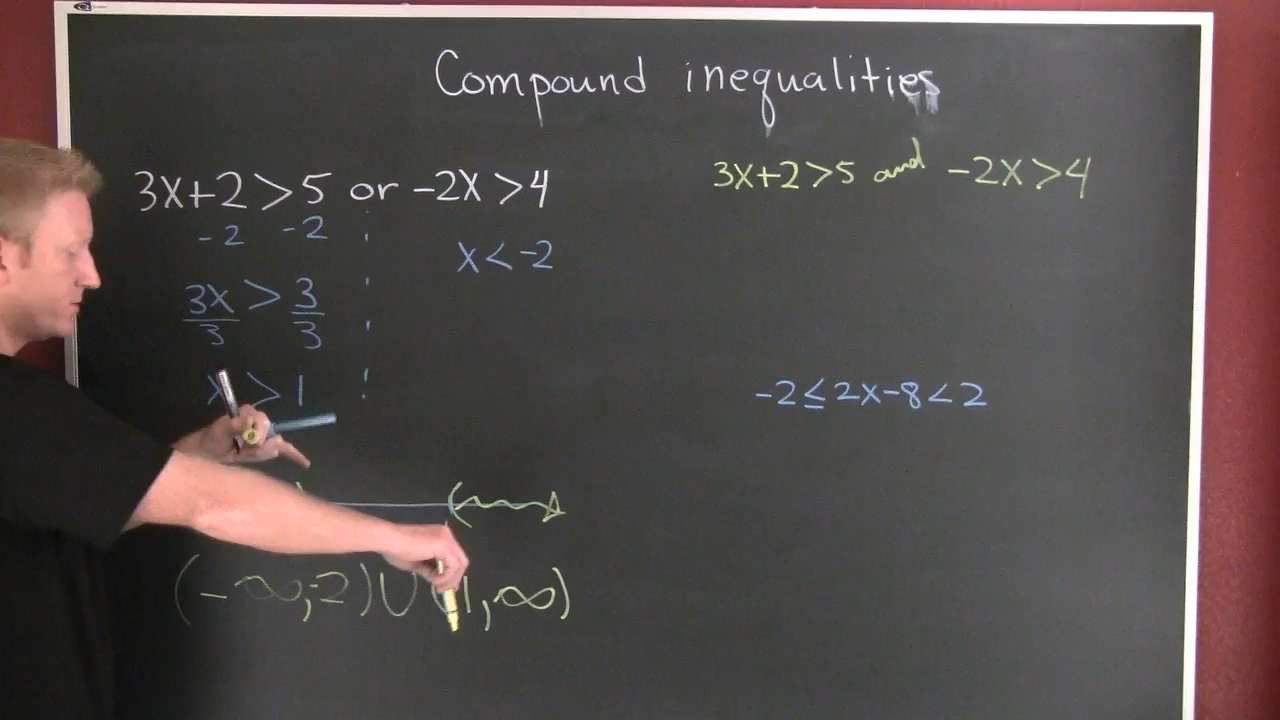 Compound inequalities
3x+2>5 or -2x>4
-2 -2
x<-2
3x/3 > 3/3
x>1
(-∞,-2)∪(1,∞)
3x+2>5 and -2x>4
-2≤2x-8<2